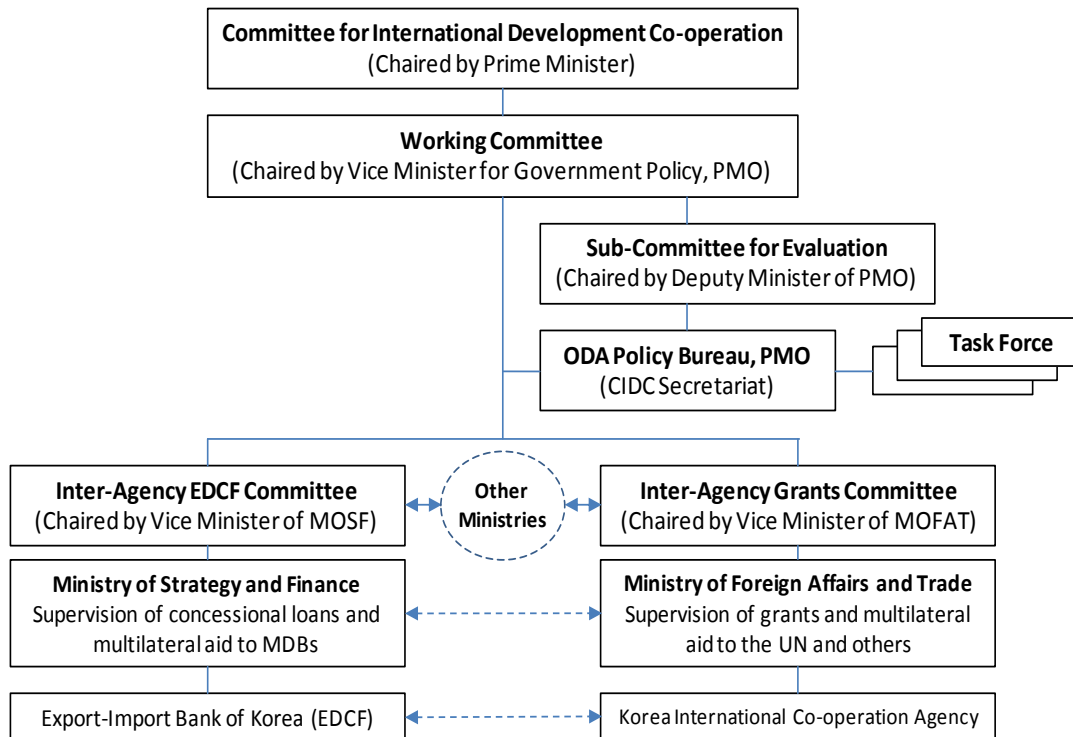 Committee for International Development Co-operation
(Chaired by Prime Minister)
Working Committee
(Chaired by Vice Minister for Government Policy, PMO)
Sub-Committee for Evaluation
(Chaired by Deputy Minister of PMO)
ODA Policy Bureau, PMO
(CIDC Secretariat)
Task Force
Inter-Agency EDCF Committee
(Chaired by Vice Minister of MOSF)
Other
Ministries
Inter-Agency Grants Committee
(Chaired by Vice Minister of MOFAT)
Ministry of Strategy and Finance
Supervision of concessional loans and
multilateral aid to MDBs
Ministry of Foreign Affairs and Trade
Supervision of grants and multilateral
aid to the UN and others
Export-Import Bank of Korea (EDCF)
Korea International Co-operation Agency